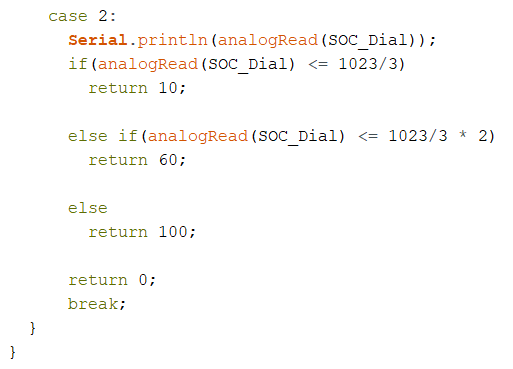 case 2:
Serial.println(analogRead(SOC_Dial));
if(analogRead(SOC_Dial) <= 1023/3)
return 10;
else if(analogRead(SOC_Dial) <= 1023/3 * 2)
return 60;
else
return 100;
return 0;
break;
}
}